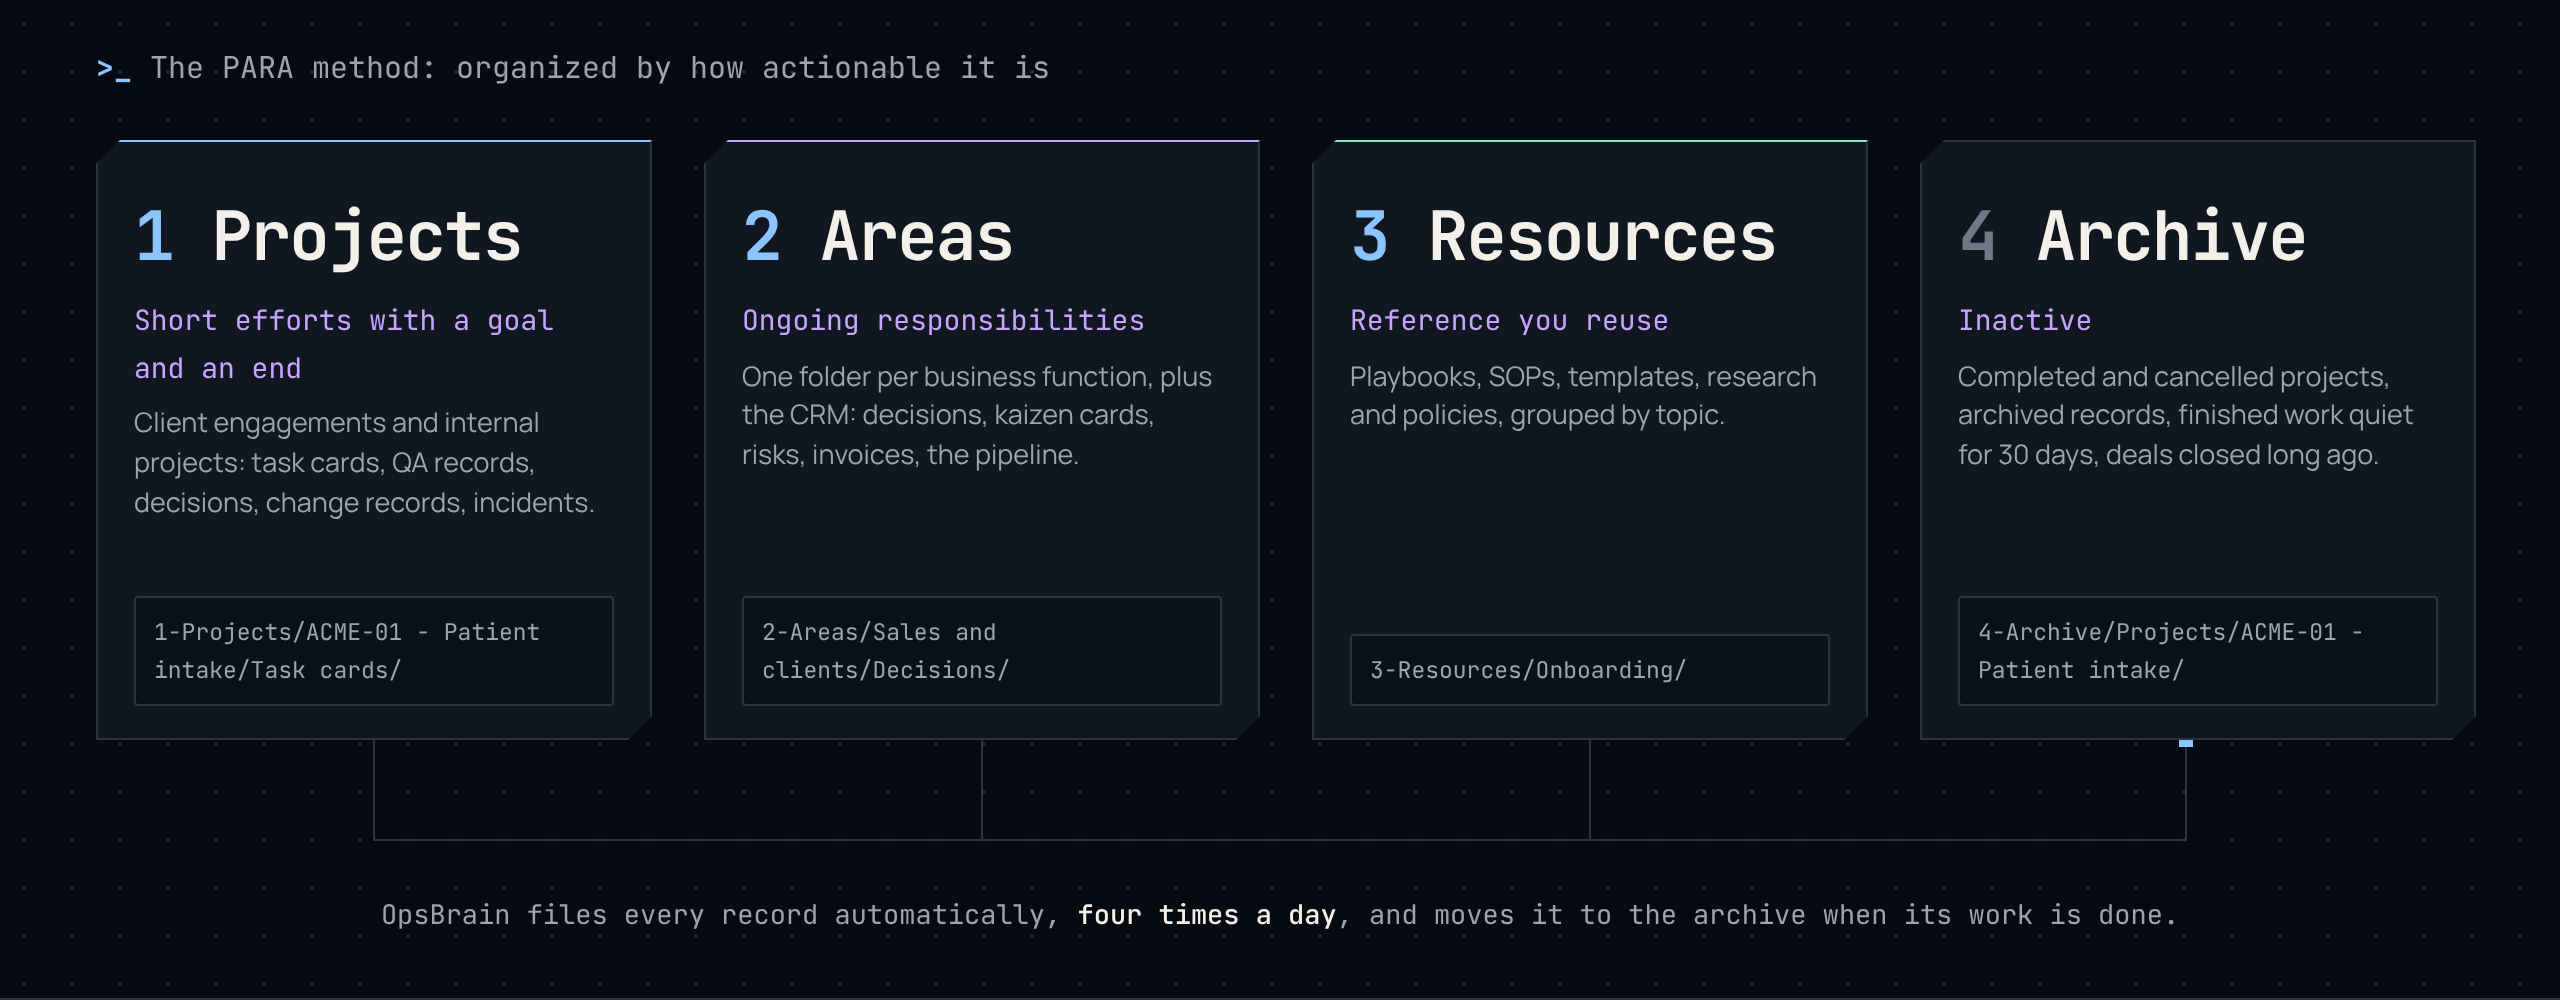 >_ The PARA method: organized by how actionable it is
1 Projects
Short efforts with a goal
and an end
Client engagements and internal
projects: task cards, QA records,
decisions, change records, incidents.
1-Projects/ACME-01 - Patient
intake/Task cards/
2 Areas
Ongoing responsibilities
One folder per business function, plus
the CRM: decisions, kaizen cards,
risks, invoices, the pipeline.
2-Areas/Sales and
clients/Decisions/
3 Resources
Reference you reuse
Playbooks, SOPs, templates, research
and policies, grouped by topic.
3-Resources/Onboarding/
4 Archive
Inactive
Completed and cancelled projects,
archived records, finished work quiet
for 30 days, deals closed long ago.
4-Archive/Projects/ACME-01 -
Patient intake/
OpsBrain files every record automatically, four times a day, and moves it to the archive when its work is done.